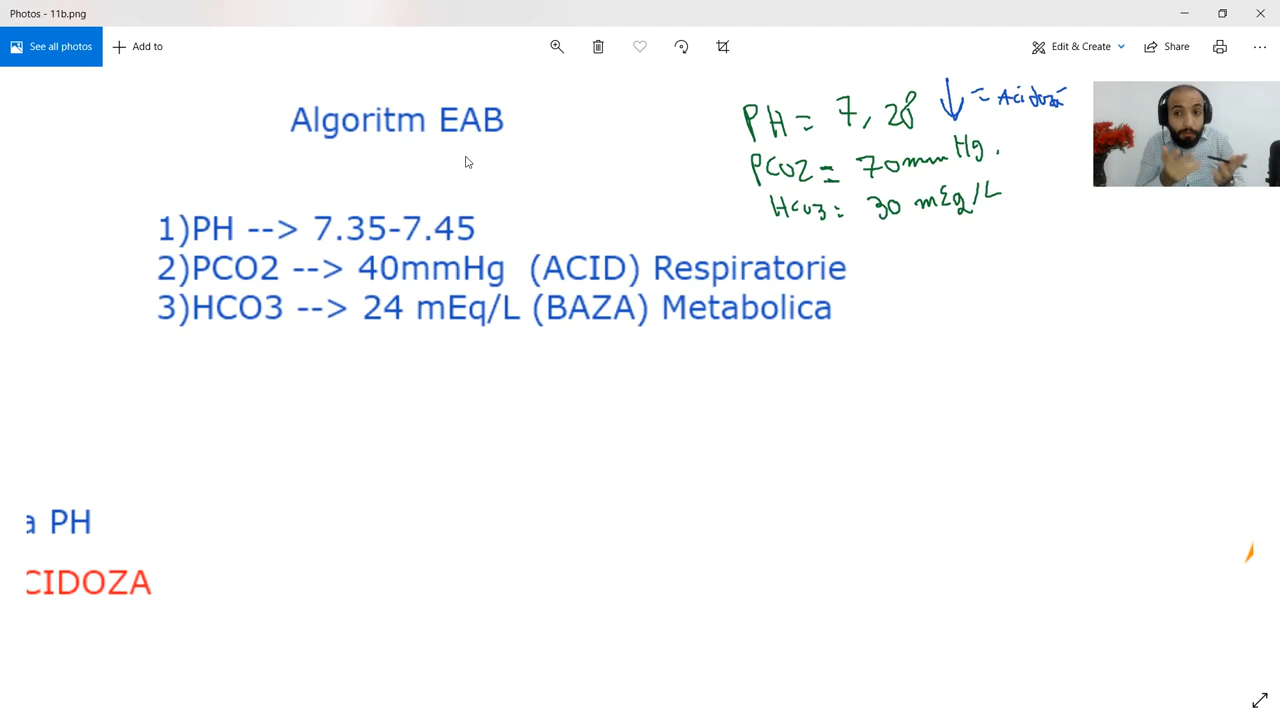 Photos - 11b.png
See all photos
Add to
Edit & Create
Share
Algoritm EAB
PH = 7,28 ↓ = Acidoză
PCO2 = 70mmHg.
HCO3 = 30 mEq/L
1)PH --> 7.35-7.45
2)PCO2 --> 40mmHg (ACID) Respiratorie
3)HCO3 --> 24 mEq/L (BAZA) Metabolica
a PH
CIDOZA